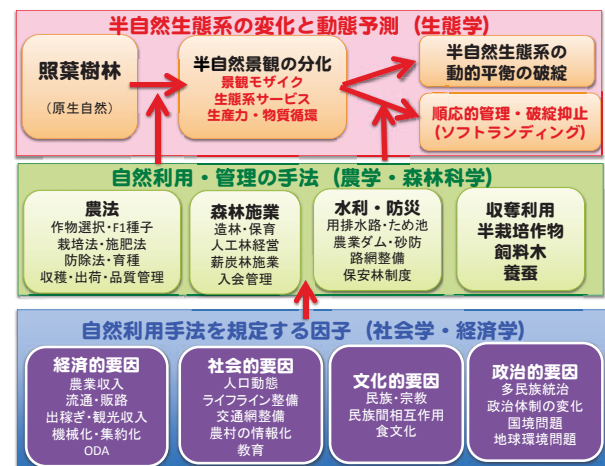 半自然生態系の変化と動態予測（生態学）
照葉樹林
（原生自然）
半自然景観の分化
景観モザイク
生態系サービス
生産力・物質循環
半自然生態系の
動的平衡の破綻
順応的管理・破綻抑止
(ソフトランディング)
自然利用・管理の手法（農学・森林科学）
農法
作物選択・F1種子
栽培法・施肥法
防除法・育種
収穫・出荷・品質管理
森林施業
造林・保育
人工林経営
薪炭林施業
入会管理
水利・防災
用排水路・ため池
農業ダム・砂防
路網整備
保安林制度
収奪利用
半栽培作物
飼料木
養蚕
自然利用手法を規定する因子（社会学・経済学）
経済的要因
農業収入
流通・販路
出稼ぎ・観光収入
機械化・集約化
ODA
社会的要因
人口動態
ライフライン整備
交通網整備
農村の情報化
教育
文化的要因
民族・宗教
民族間相互作用
食文化
政治的要因
多民族統治
政治体制の変化
国境問題
地球環境問題